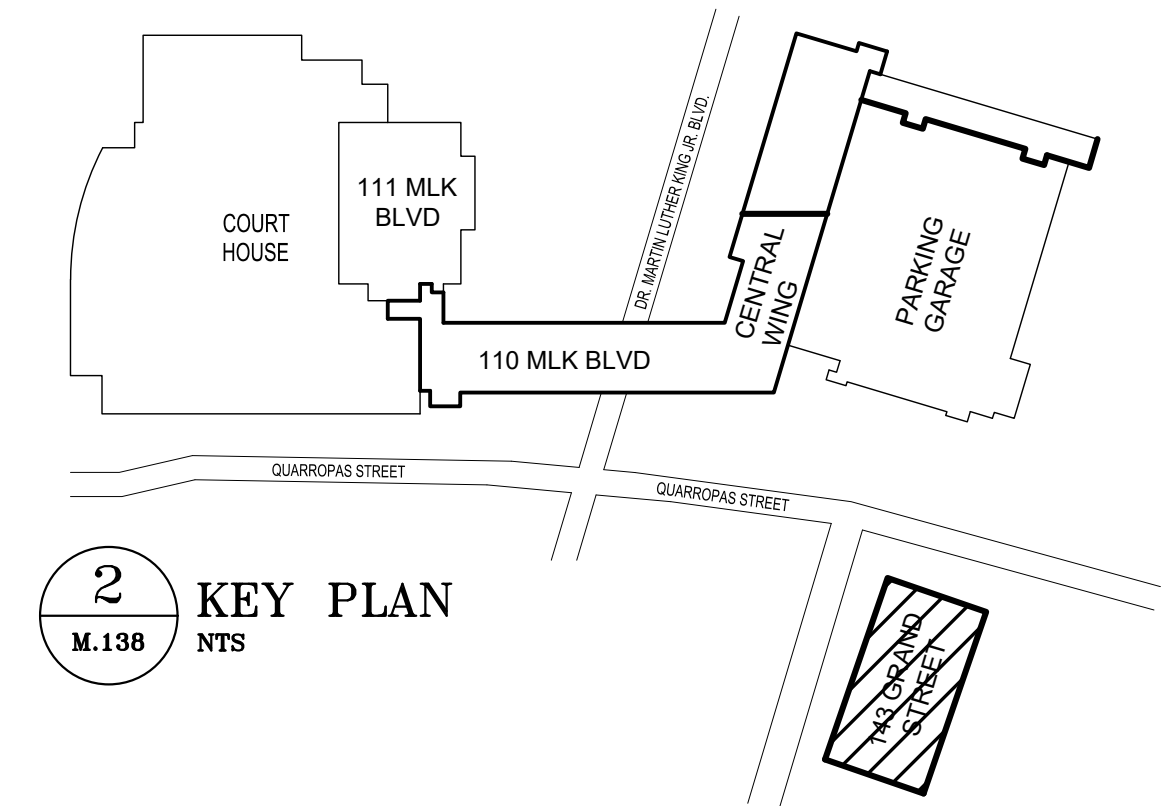 111 MLK
BLVD
COURT
HOUSE
DR. MARTIN LUTHER KING JR. BLVD.
CENTRAL
WING
PARKING
GARAGE
110 MLK BLVD
QUARROPAS STREET
QUARROPAS STREET
2
M.138
KEY PLAN
NTS
143 GRAND
STREET